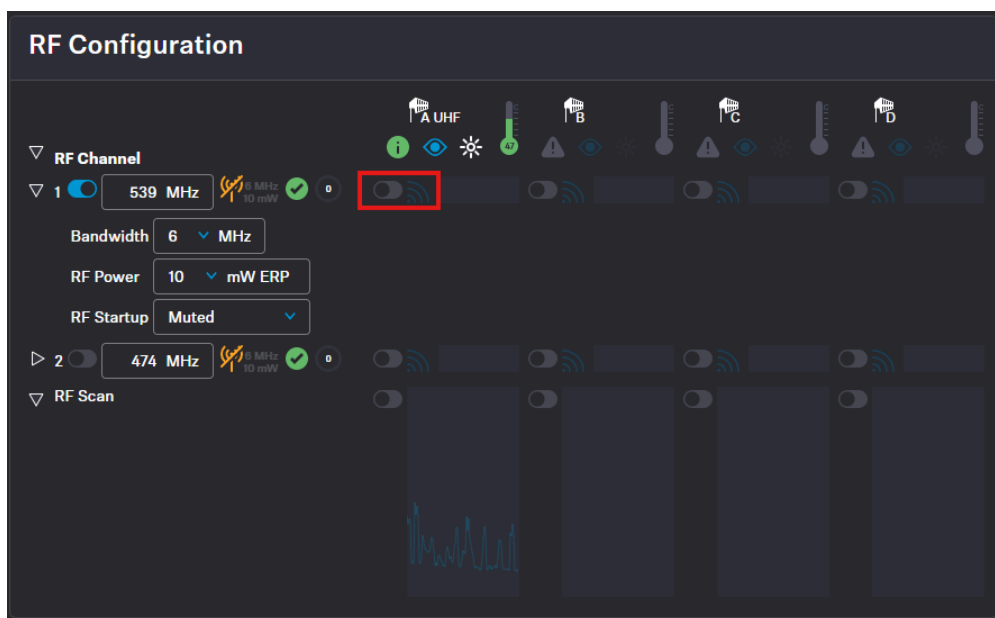 RF Configuration
A UHF
B
C
D
C
C
C
C
47
RF Channel
1 539 MHz 6 MHz 0
10 mW
Bandwidth 6 MHz
RF Power 10 mW ERP
RF Startup Muted
2 474 MHz 6 MHz 0
10 mW
RF Scan